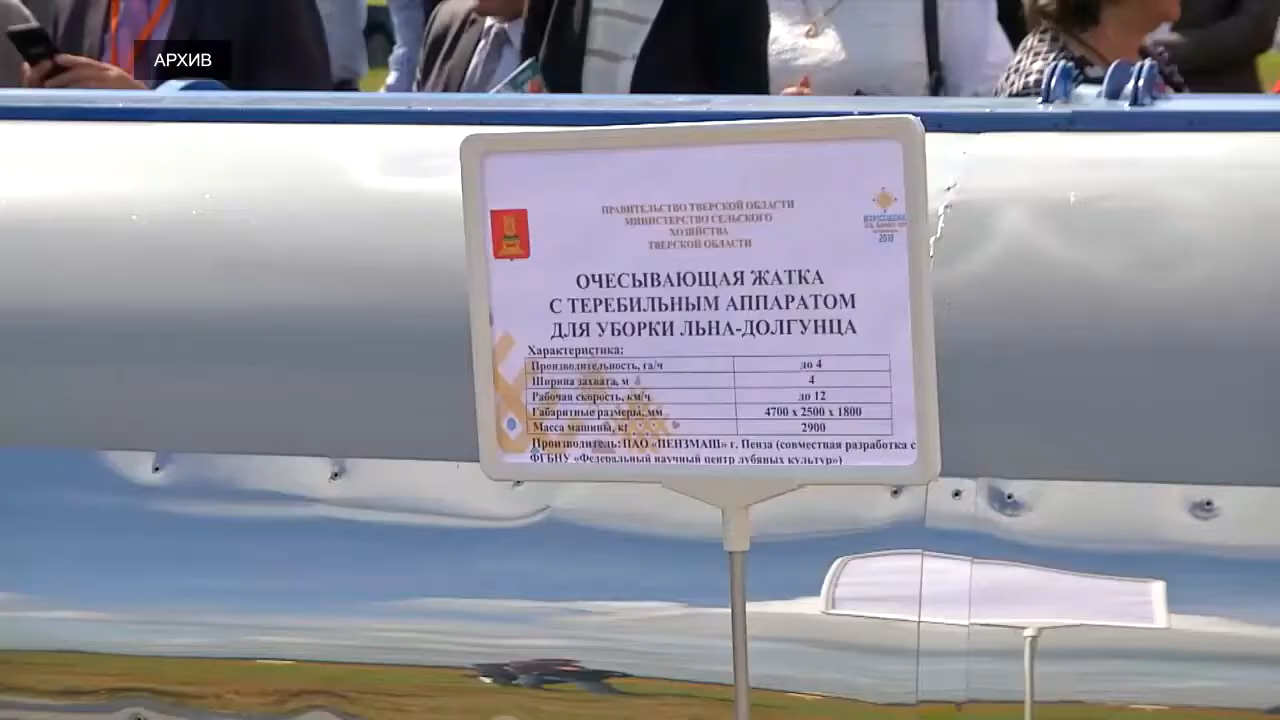 АРХИВ
ПРАВИТЕЛЬСТВО ТВЕРСКОЙ ОБЛАСТИ
МИНИСТЕРСТВО СЕЛЬСКОГО
ХОЗЯЙСТВА
ТВЕРСКОЙ ОБЛАСТИ
2018
ОЧЕСЫВАЮЩАЯ ЖАТКА
С ТЕРЕБИЛЬНЫМ АППАРАТОМ
ДЛЯ УБОРКИ ЛЬНА-ДОЛГУНЦА
Характеристика:
Производительность, га/ч до 4
Ширина захвата, м 4
Рабочая скорость, км/ч до 12
Габаритные размеры, мм 4700 х 2500 х 1800
Масса машины, кг 2900
Производитель: ПАО «ПЕНЗМАШ» г. Пенза (совместная разработка с
ФГБНУ «Федеральный научный центр лубяных культур»)